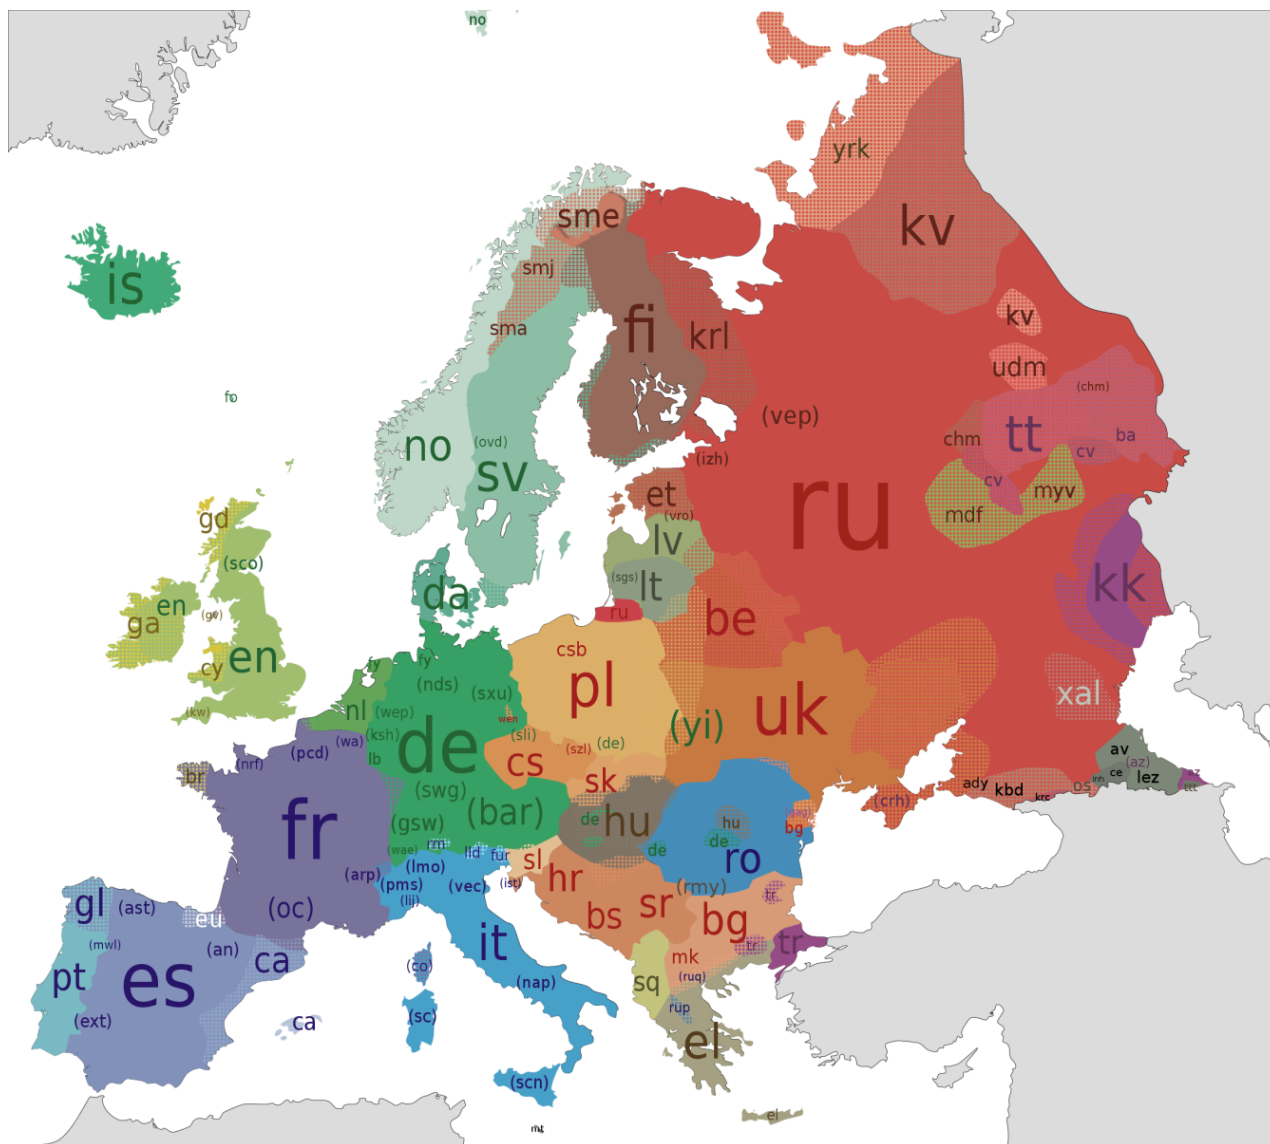 no
yrk
sme
kv
smj
is
kv
sma
fi
krl
udm
(chm)
fo
(vep)
no
(ovd)
sv
(izh)
chm
tt
ba
cv
et
(vro)
ru
cv
myv
mdf
gd
lv
(sco)
(sgs)
lt
kk
da
en
(gv)
ga
ru
be
csb
cy
en
fy
fy
(nds)
pl
(sxu)
xal
(kw)
nl
(wep)
wen
uk
(yi)
(ksh)
de
(sli)
(nrf)
(pcd)
(wa)
lb
cs
(szl)
(de)
av
(az)
ce
lez
az
inh
ttt
br
sk
(swg)
ady
kbd
krc
os
(crh)
fr
(gsw)
(bar)
de
hu
hu
(gag)
bg
(wae)
rm
lld
fur
de
de
ro
sl
(arp)
(lmo)
(pms)
(vec)
(ist)
hr
(rmy)
(lij)
gl
(ast)
eu
(oc)
bs
sr
bg
tr
(mwl)
(an)
it
tr
tr
ca
mk
pt
es
(co)
(nap)
sq
(ruq)
rup
(ext)
ca
(sc)
el
(scn)
el
mt